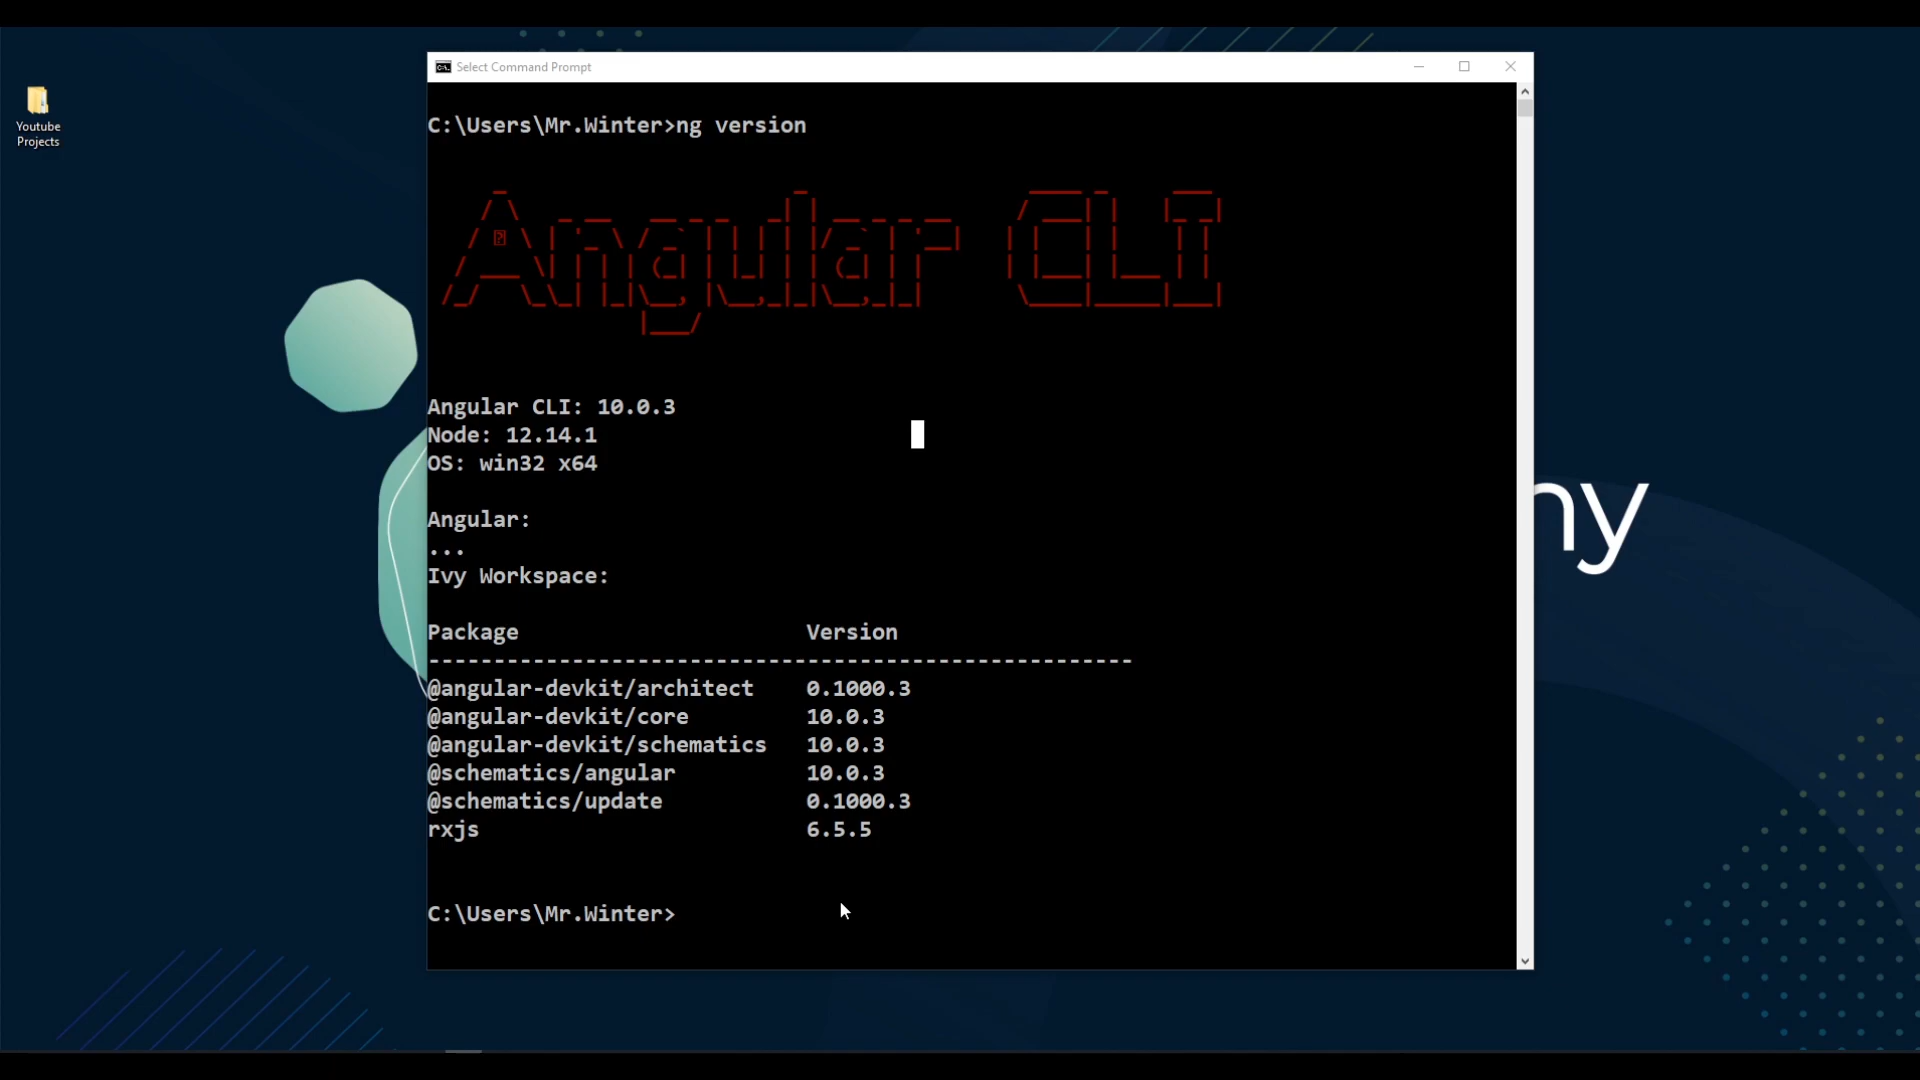 Select Command Prompt
Youtube
Projects
C:\Users\Mr.Winter>ng version
Angular CLI
Angular CLI: 10.0.3
Node: 12.14.1
OS: win32 x64
Angular:
...
Ivy Workspace:
Package Version
------------------------------------------------------
@angular-devkit/architect 0.1000.3
@angular-devkit/core 10.0.3
@angular-devkit/schematics 10.0.3
@schematics/angular 10.0.3
@schematics/update 0.1000.3
rxjs 6.5.5
C:\Users\Mr.Winter>